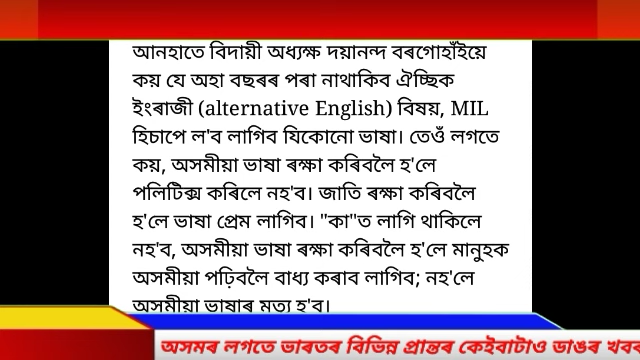 আনহাতে বিদায়ী অধ্যক্ষ দয়ানন্দ বৰগোহাঁইয়ে
কয় যে অহা বছৰৰ পৰা নাথাকিব ঐচ্ছিক
ইংৰাজী (alternative English) বিষয়, MIL
হিচাপে ল'ব লাগিব যিকোনো ভাষা। তেওঁ লগতে
কয়, অসমীয়া ভাষা ৰক্ষা কৰিবলৈ হ'লে
পলিটিক্স কৰিলে নহ'ব। জাতি ৰক্ষা কৰিবলৈ
হ'লে ভাষা প্ৰেম লাগিব। "কা"ত লাগি থাকিলে
নহ'ব, অসমীয়া ভাষা ৰক্ষা কৰিবলৈ হ'লে মানুহক
অসমীয়া পঢ়িবলৈ বাধ্য কৰাব লাগিব; নহ'লে
অসমীয়া ভাষাৰ মৃত্যু হ'ব।
অসমৰ লগতে ভাৰতৰ বিভিন্ন প্ৰান্তৰ কেইবাটাও ডাঙৰ খবৰ